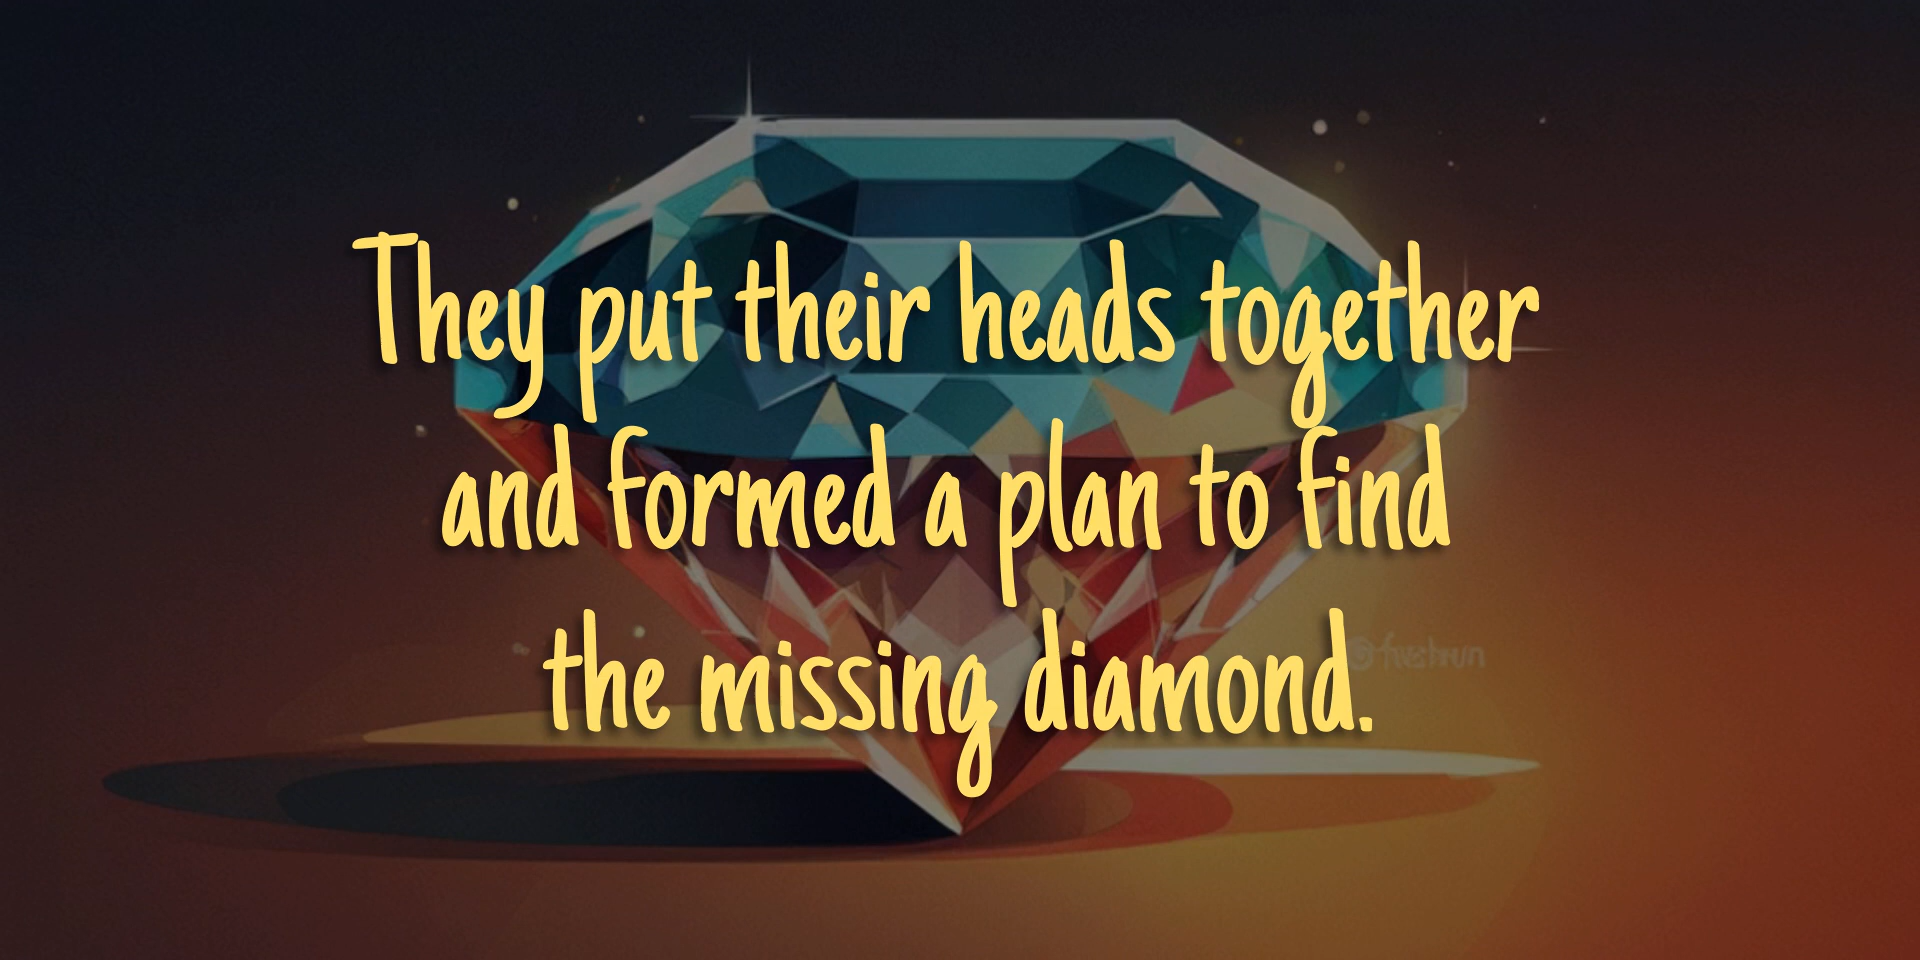 They put their heads together
and formed a plan to find
the missing diamond.